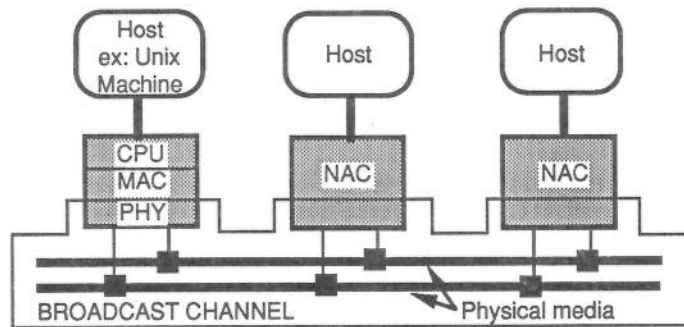 Host
ex: Unix
Machine
Host
Host
CPU
MAC
PHY
NAC
NAC
BROADCAST CHANNEL
Physical media